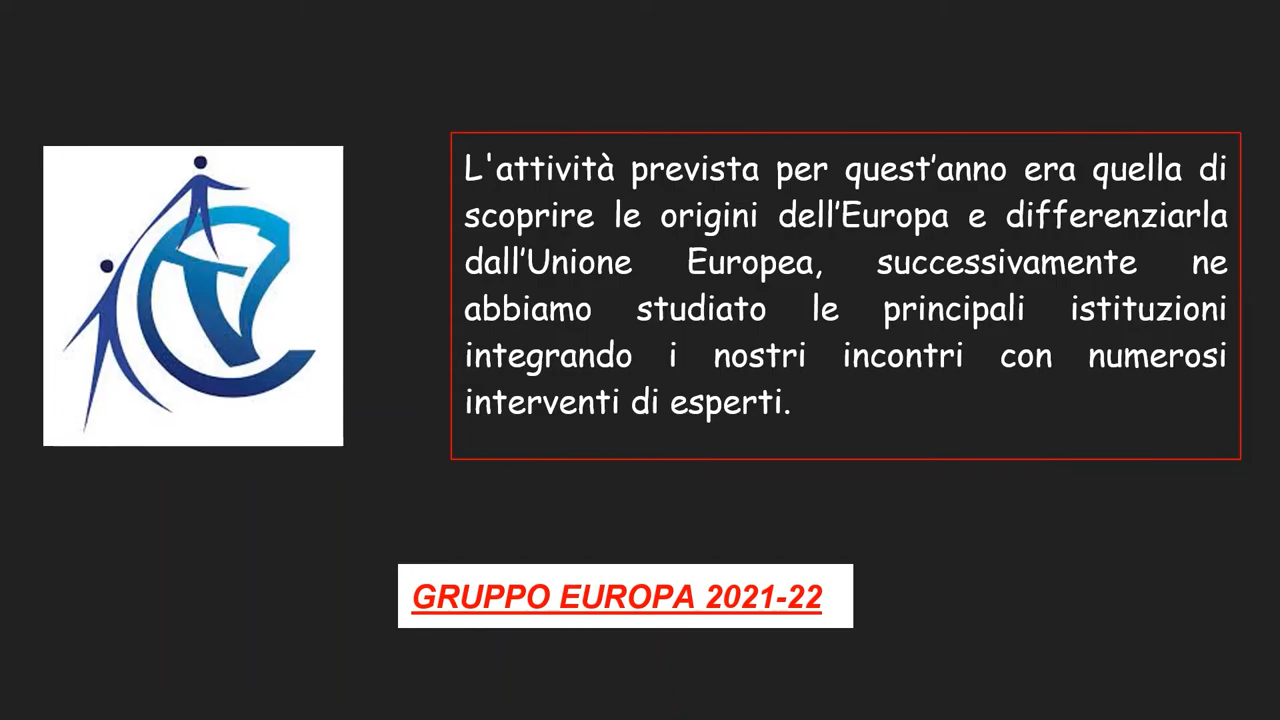 L'attività prevista per quest’anno era quella di
scoprire le origini dell’Europa e differenziarla
dall’Unione Europea, successivamente ne
abbiamo studiato le principali istituzioni
integrando i nostri incontri con numerosi
interventi di esperti.
GRUPPO EUROPA 2021-22